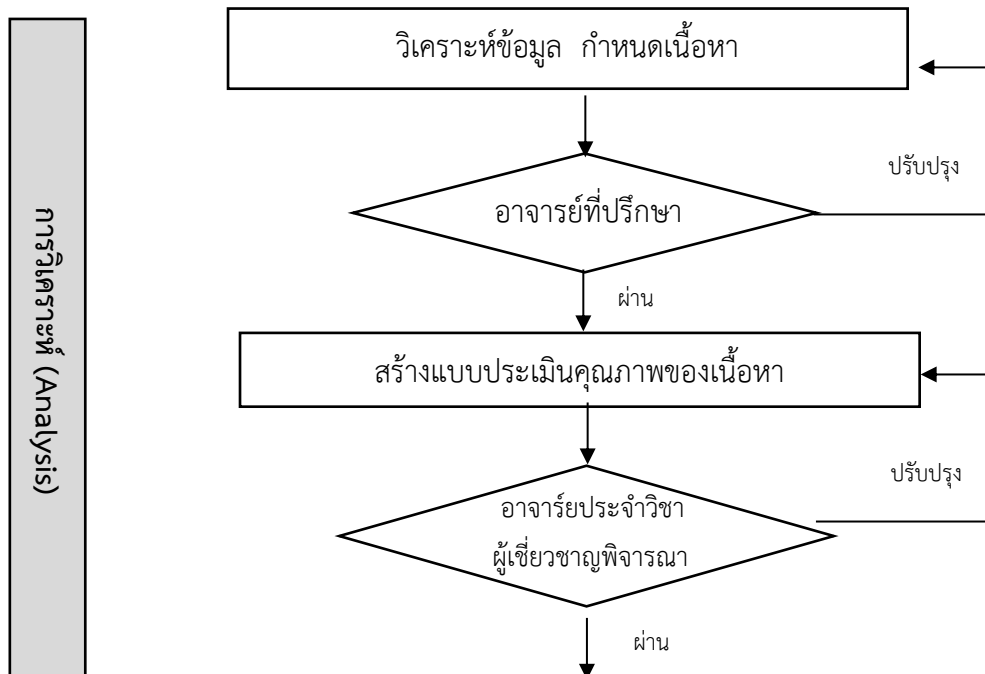 วิเคราะห์ข้อมูล กำหนดเนื้อหา
ปรับปรุง
อาจารย์ที่ปรึกษา
ผ่าน
การวิเคราะห์ (Analysis)
สร้างแบบประเมินคุณภาพของเนื้อหา
ปรับปรุง
อาจาร์ยประจำวิชา
ผู้เชี่ยวชาญพิจารณา
ผ่าน